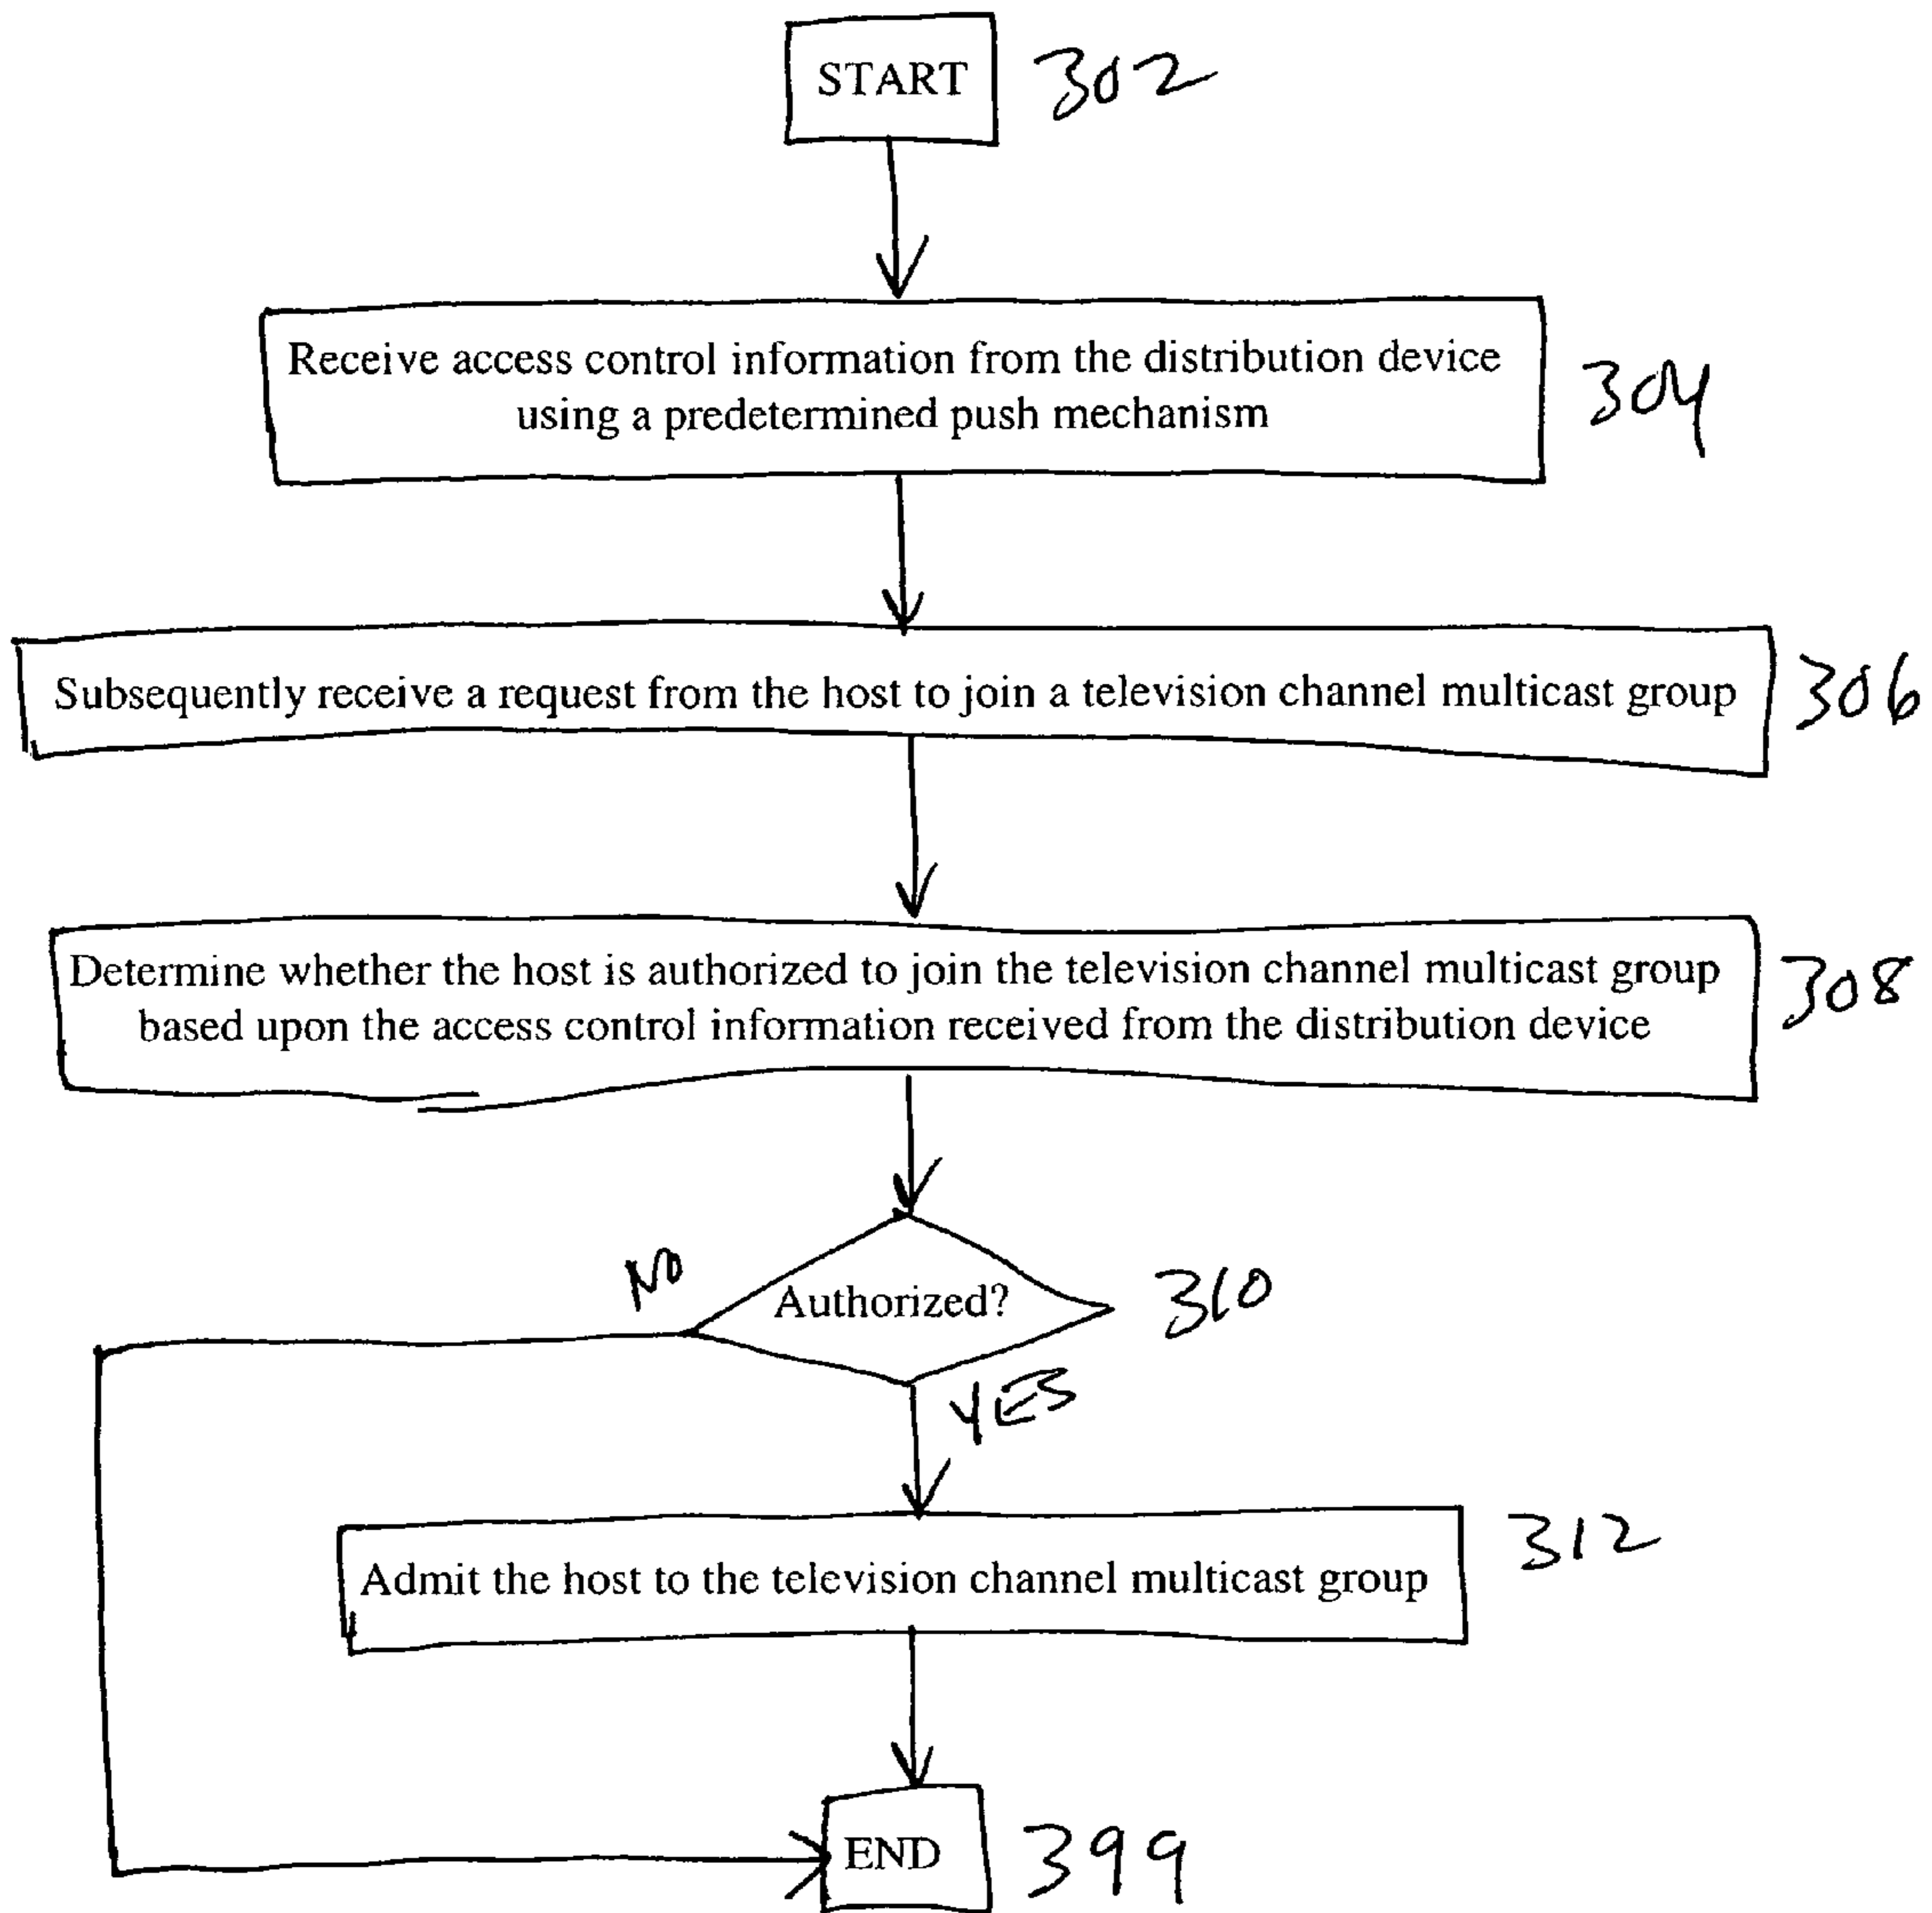 START 302
Receive access control information from the distribution device
using a predetermined push mechanism
304
Subsequently receive a request from the host to join a television channel multicast group 306
Determine whether the host is authorized to join the television channel multicast group
based upon the access control information received from the distribution device
308
NO
Authorized? 310
YES
Admit the host to the television channel multicast group 312
END 399